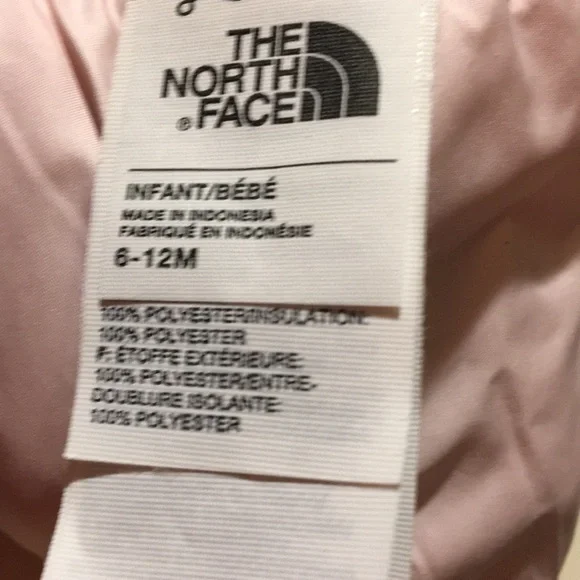 THE
NORTH
FACE
®
INFANT/BÉBÉ
MADE IN INDONESIA
FABRIQUÉ EN INDONÉSIE
6-12M
100% POLYESTER/INSULATION:
100% POLYESTER
F: ÉTOFFE EXTÉRIEURE:
100% POLYESTER/ENTRE-
DOUBLURE ISOLANTE:
100% POLYESTER